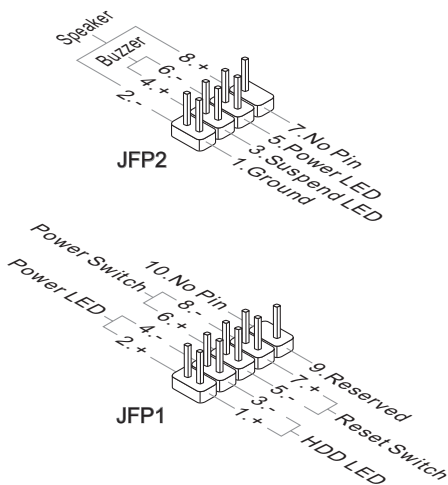 Speaker
Buzzer
8.+
6.-
4.+
2.-
7.No Pin
5.Power LED
3.Suspend LED
1.Ground
JFP2
Power Switch
Power LED
10.No Pin
8.-
6.+
4.-
2.+
9.Reserved
7.+
5.-
3.-
1.+
Reset Switch
HDD LED
JFP1